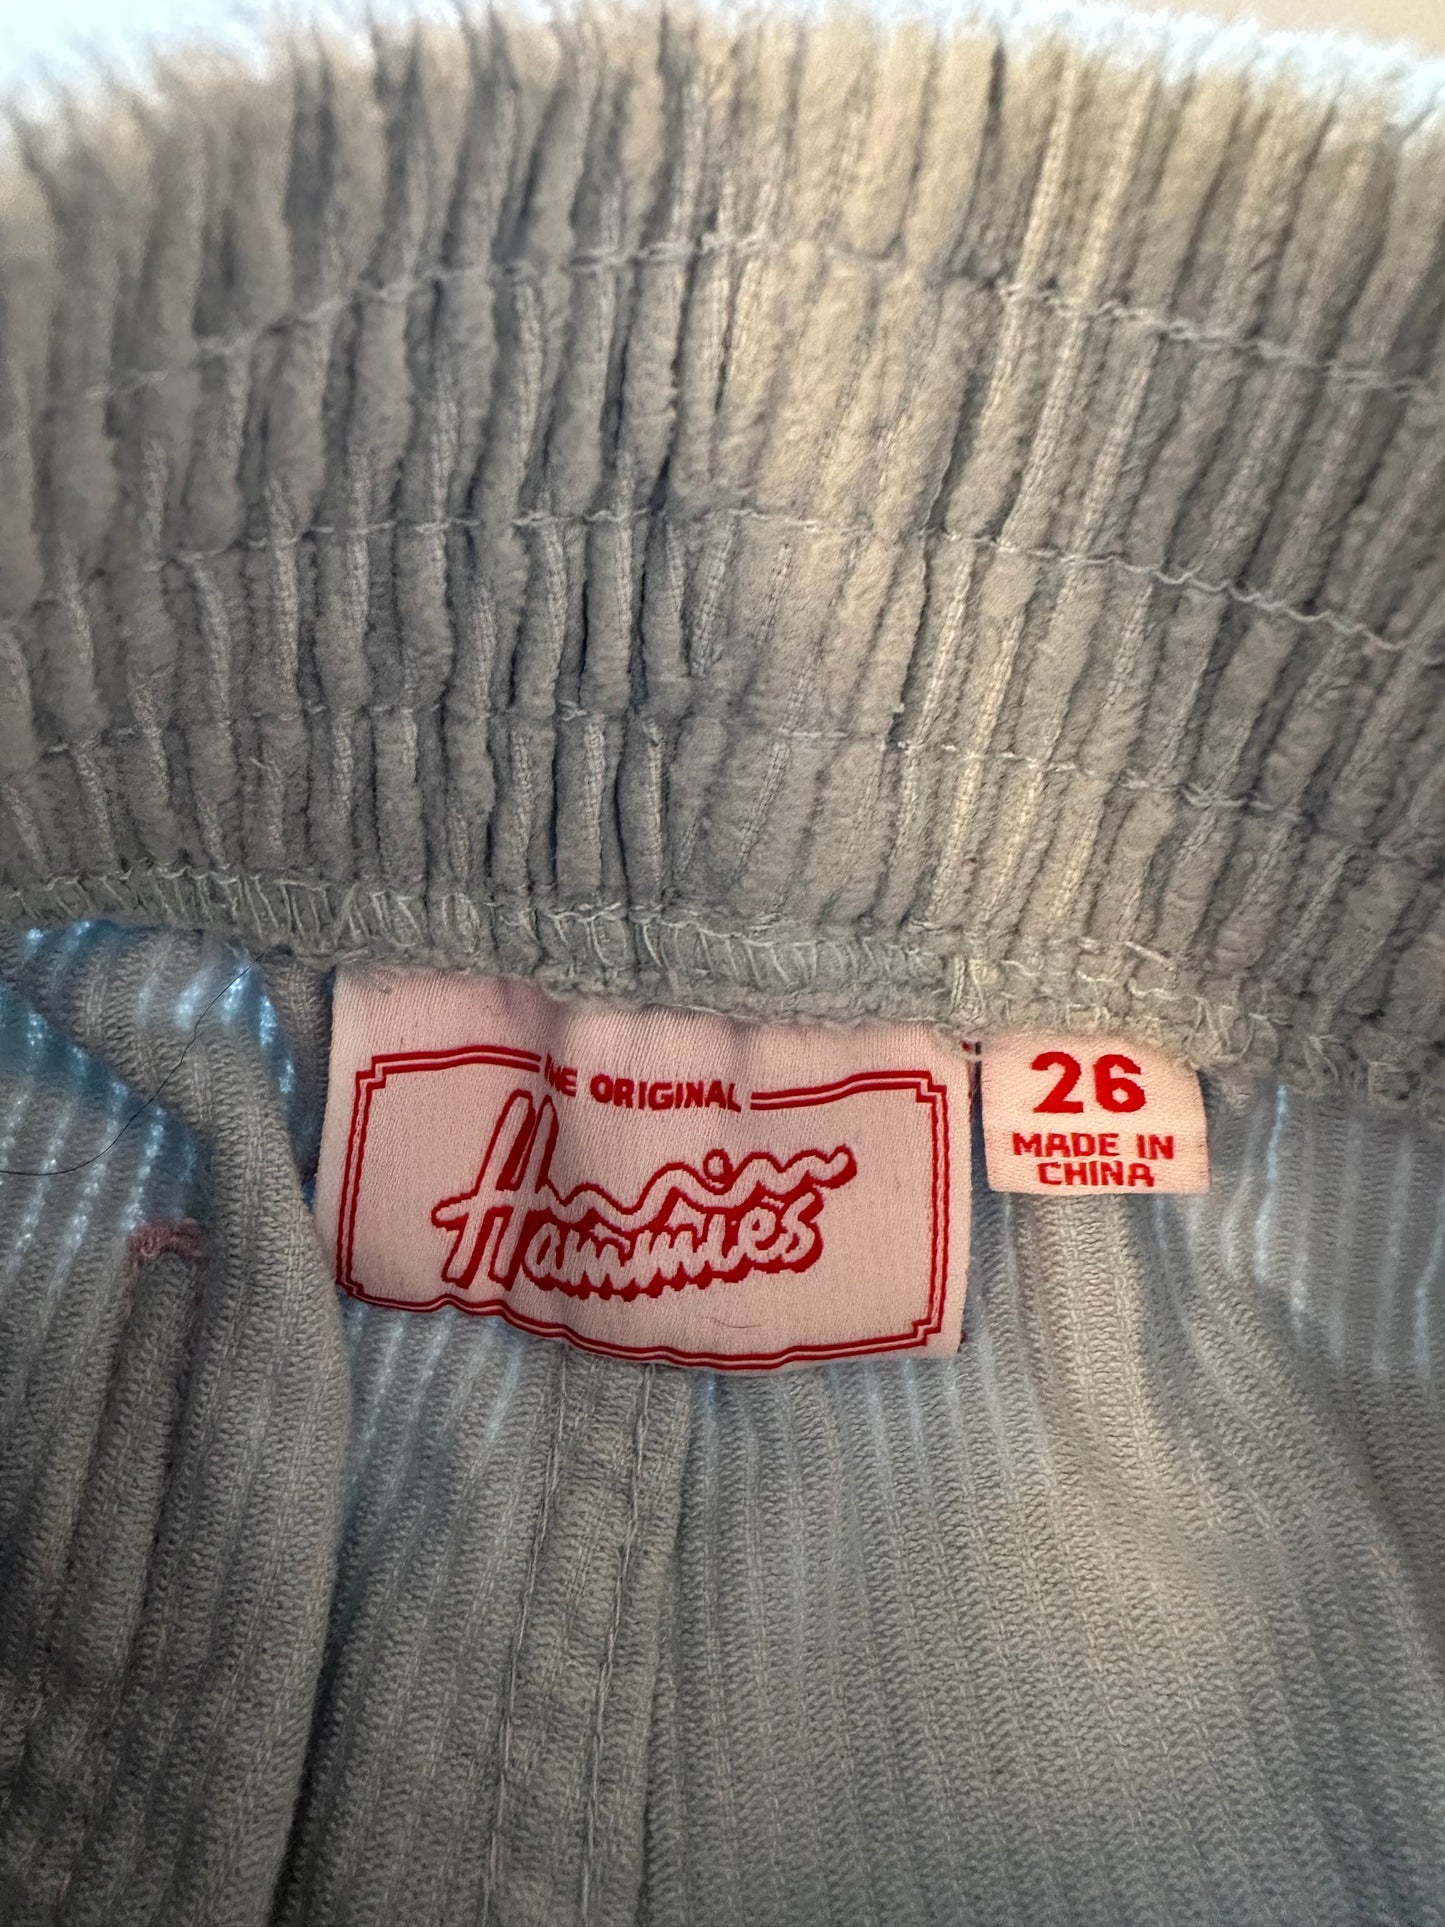 THE ORIGINAL
Hammies
26
MADE IN
CHINA